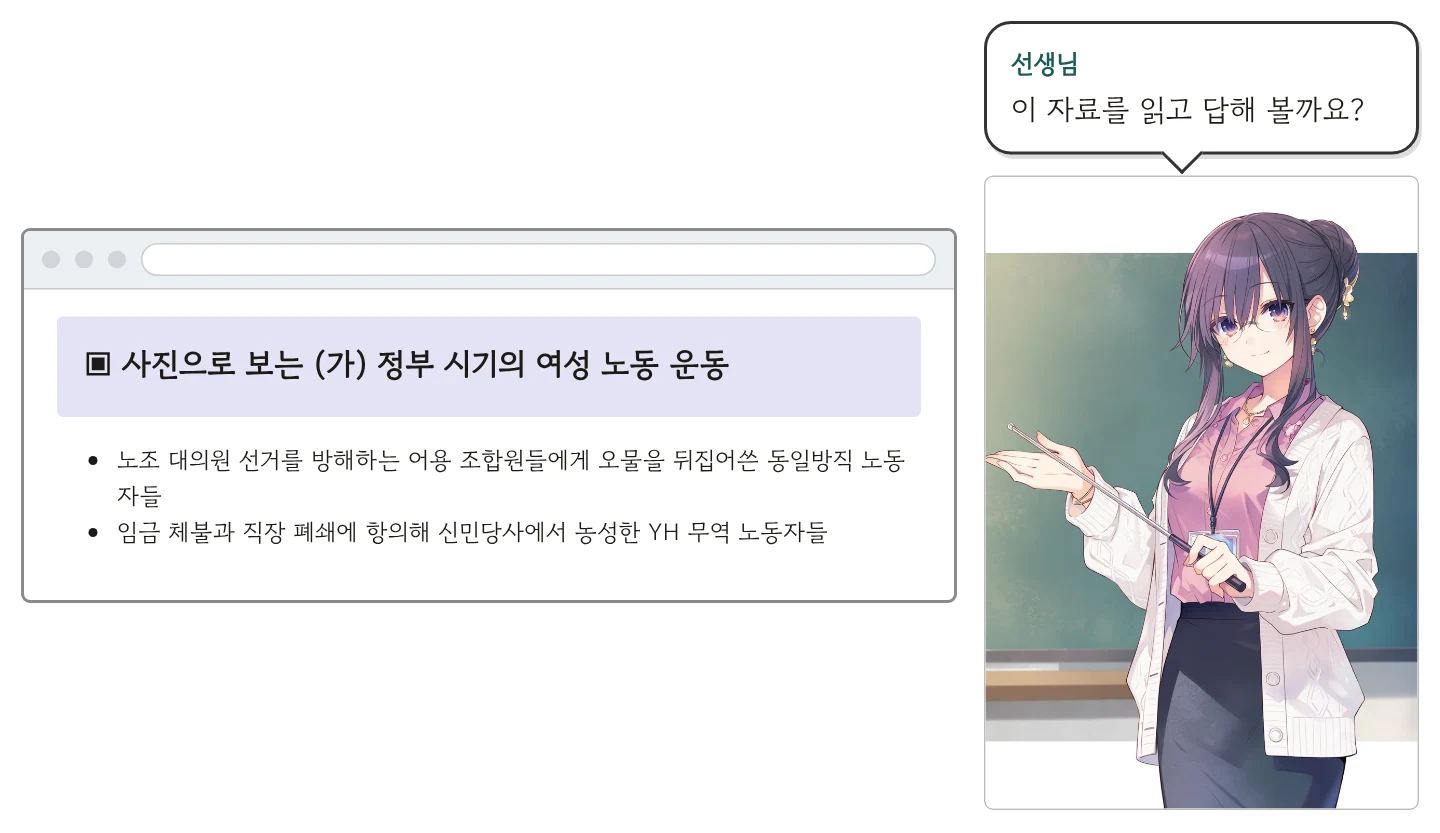 선생님
이 자료를 읽고 답해 볼까요?
▣ 사진으로 보는 (가) 정부 시기의 여성 노동 운동
● 노조 대의원 선거를 방해하는 어용 조합원들에게 오물을 뒤집어쓴 동일방직 노동
자들
● 임금 체불과 직장 폐쇄에 항의해 신민당사에서 농성한 YH 무역 노동자들